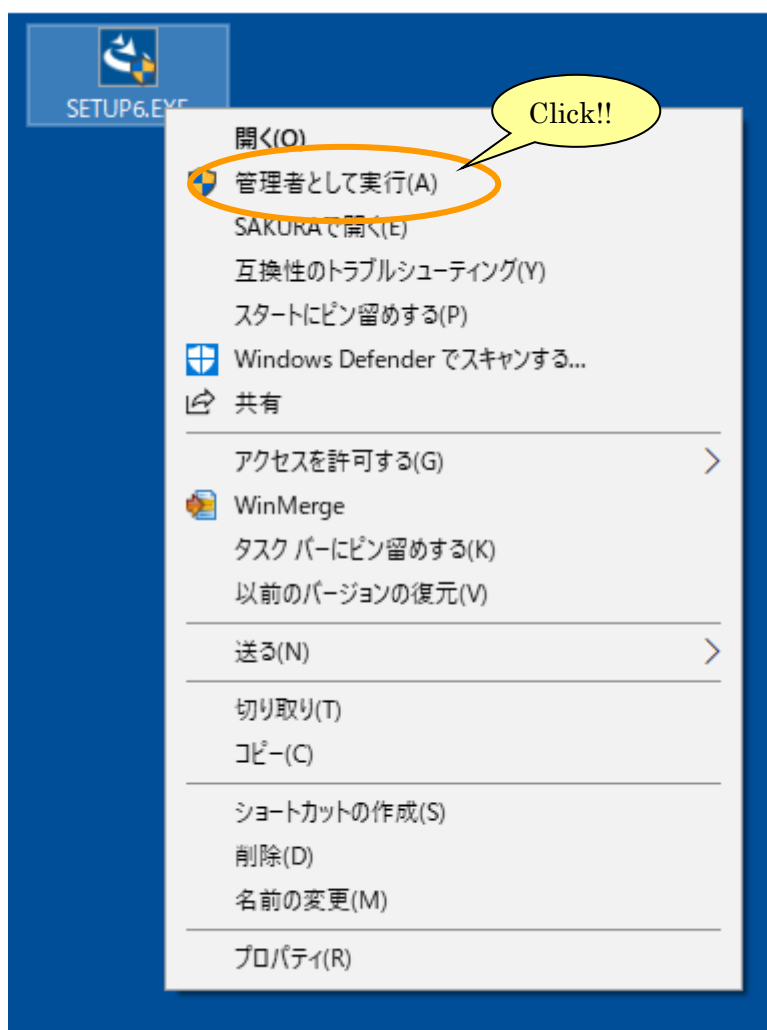 SETUP6.EXE
Click!!
開く(O)
管理者として実行(A)
SAKURAで開く(E)
互換性のトラブルシューティング(Y)
スタートにピン留めする(P)
Windows Defender でスキャンする...
共有
アクセスを許可する(G)
WinMerge
タスク バーにピン留めする(K)
以前のバージョンの復元(V)
送る(N)
切り取り(T)
コピー(C)
ショートカットの作成(S)
削除(D)
名前の変更(M)
プロパティ(R)